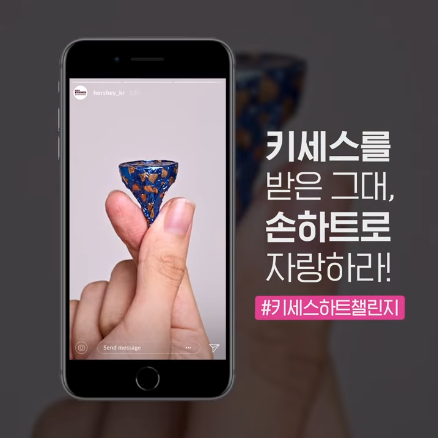 hershey_kr
키세스를
받은 그대,
손하트로
자랑하라!
#키세스하트챌린지
Send message